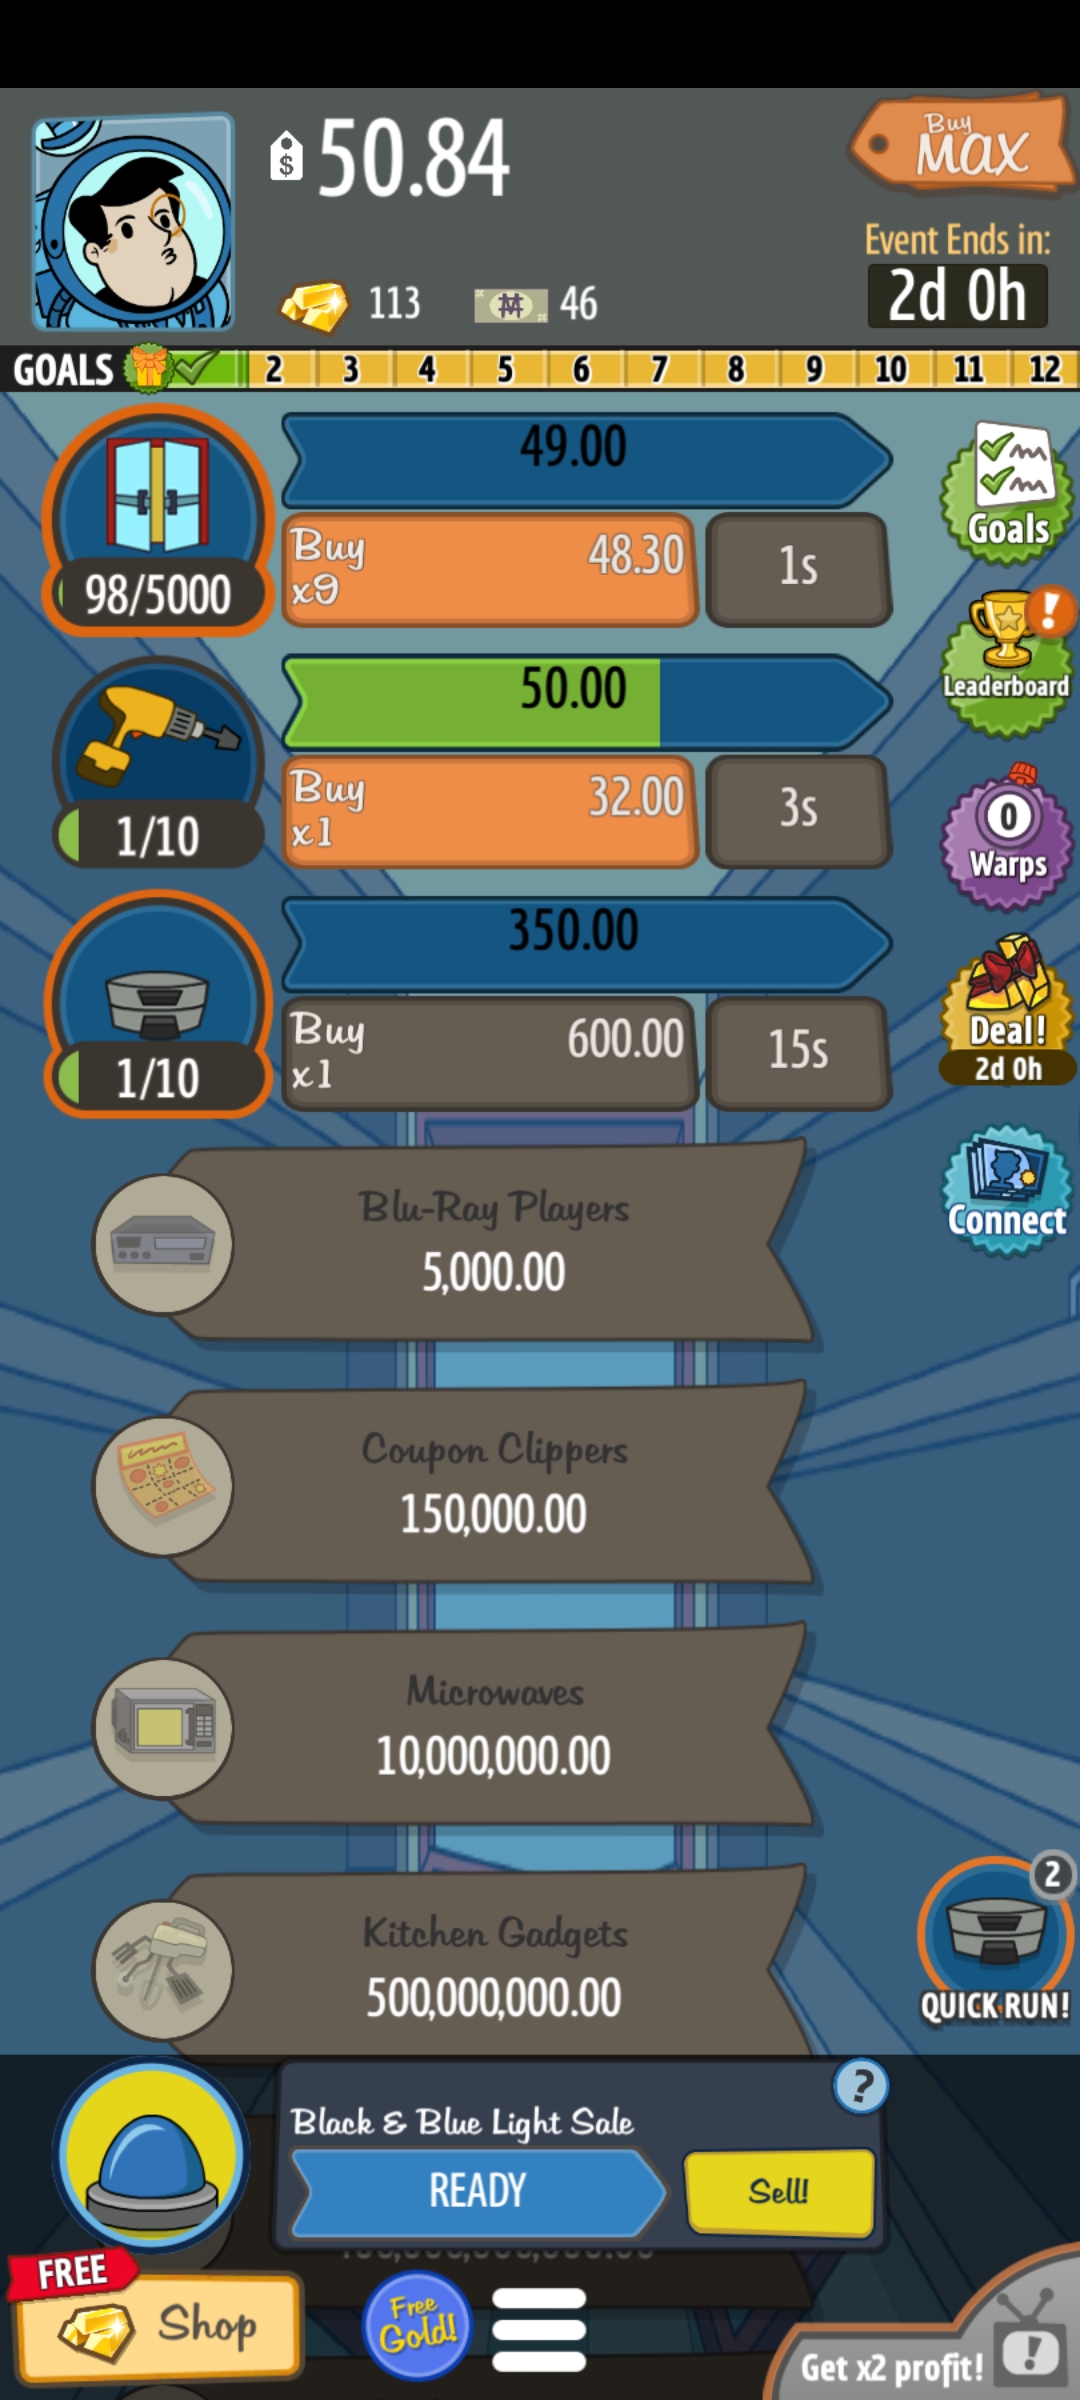 $ 50.84
Buy
MAX
Event Ends in:
113
46
2d 0h
GOALS 2 3 4 5 6 7 8 9 10 11 12
49.00
Buy
x9
48.30
1s
98/5000
Goals
50.00
Leaderboard
Buy
x1
32.00
3s
1/10
0
Warps
350.00
Buy
x1
600.00
15s
1/10
Deal!
2d 0h
Blu-Ray Players
5,000.00
Connect
Coupon Clippers
150,000.00
Microwaves
10,000,000.00
2
Kitchen Gadgets
500,000,000.00
QUICK RUN!
?
Black & Blue Light Sale
READY
Sell!
FREE
Shop
Free
Gold!
!
Get x2 profit!